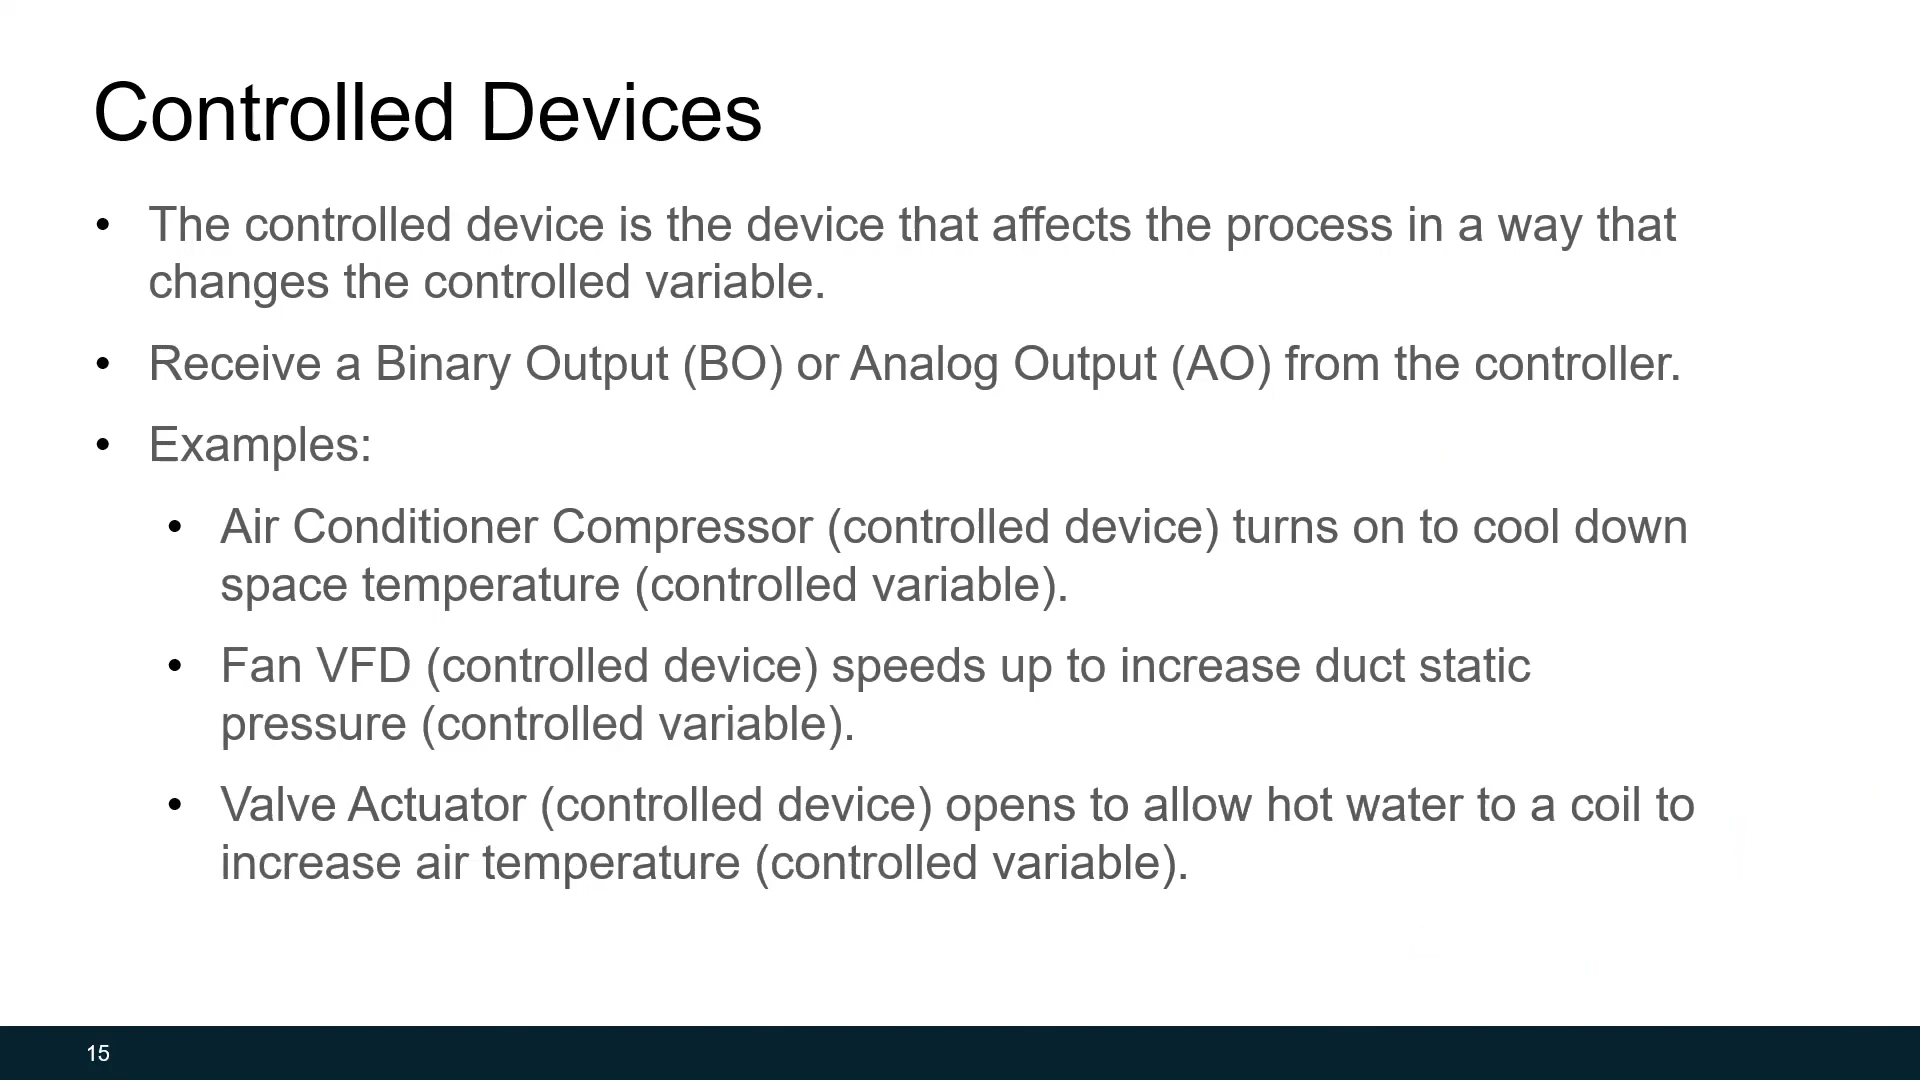 Controlled Devices
• The controlled device is the device that affects the process in a way that
changes the controlled variable.
• Receive a Binary Output (BO) or Analog Output (AO) from the controller.
• Examples:
• Air Conditioner Compressor (controlled device) turns on to cool down
space temperature (controlled variable).
• Fan VFD (controlled device) speeds up to increase duct static
pressure (controlled variable).
• Valve Actuator (controlled device) opens to allow hot water to a coil to
increase air temperature (controlled variable).
15